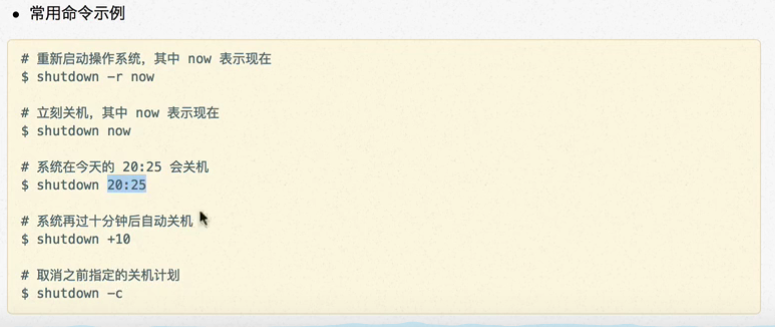 • 常用命令示例
# 重新启动操作系统，其中 now 表示现在
$ shutdown -r now
# 立刻关机，其中 now 表示现在
$ shutdown now
# 系统在今天的 20:25 会关机
$ shutdown 20:25
# 系统再过十分钟后自动关机
$ shutdown +10
# 取消之前指定的关机计划
$ shutdown -c